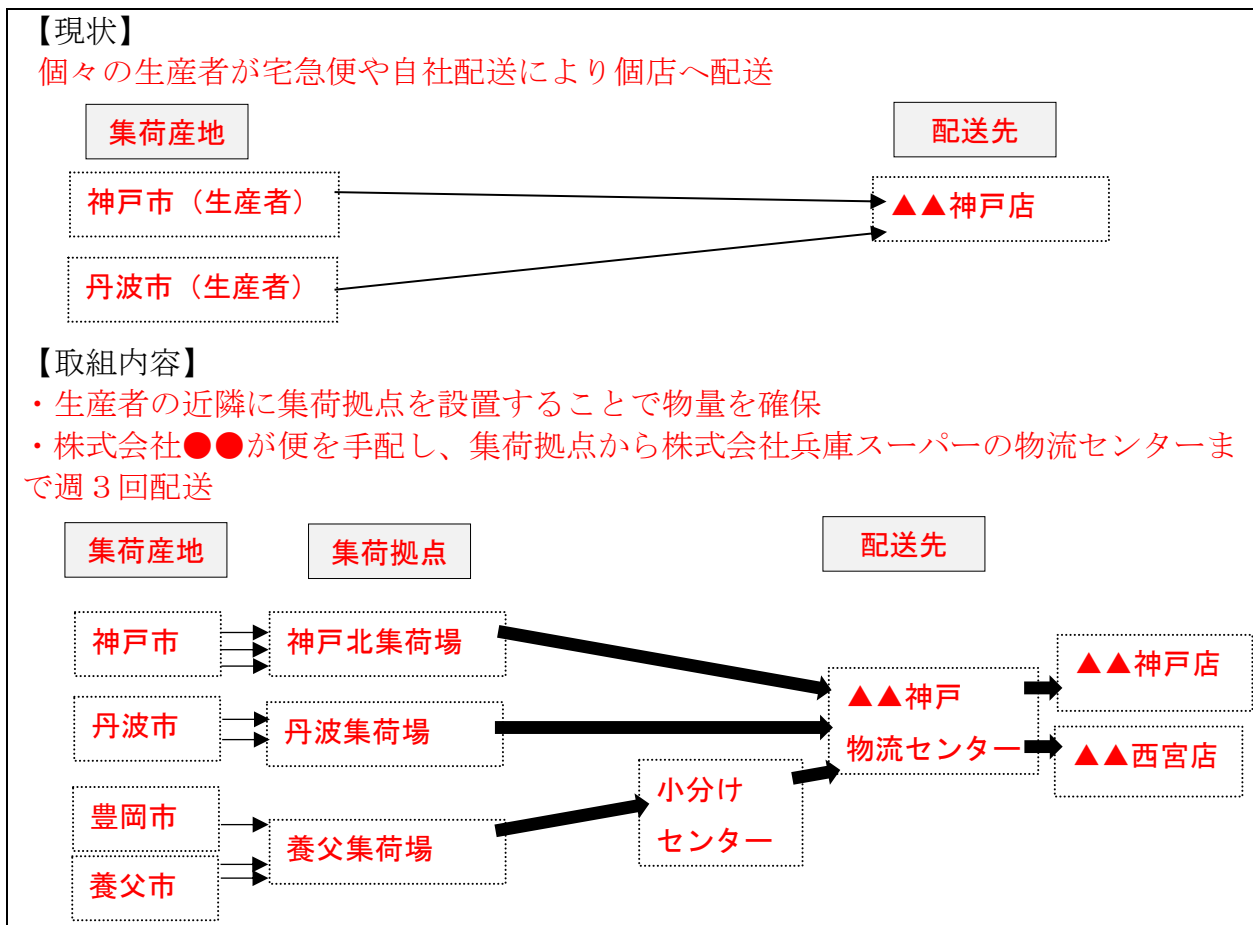 【現状】
個々の生産者が宅急便や自社配送により個店へ配送
集荷産地
配送先
神戸市（生産者）
▲▲神戸店
丹波市（生産者）
【取組内容】
・生産者の近隣に集荷拠点を設置することで物量を確保
・株式会社●●が便を手配し、集荷拠点から株式会社兵庫スーパーの物流センターま
で週３回配送
集荷産地
集荷拠点
配送先
神戸市
神戸北集荷場
丹波市
丹波集荷場
豊岡市
養父市
養父集荷場
小分け
センター
▲▲神戸
物流センター
▲▲神戸店
▲▲西宮店